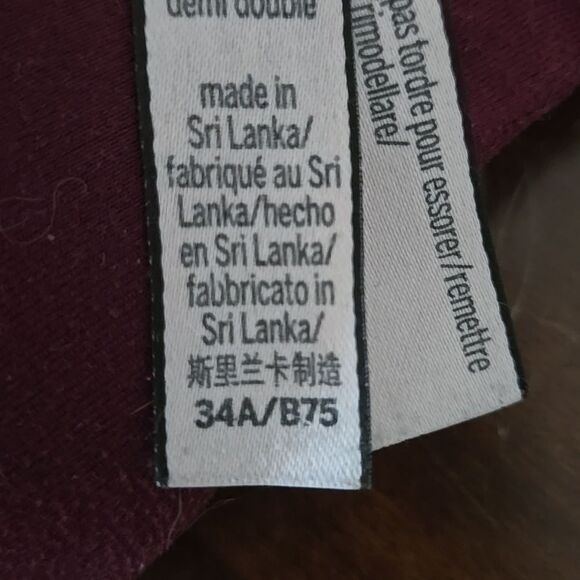 demi double
made in
Sri Lanka/
fabriqué au Sri
Lanka/hecho
en Sri Lanka/
fabbricato in
Sri Lanka/
斯里兰卡制造
34A/B75
pas tordre pour essorer/remettre
rimodellare/